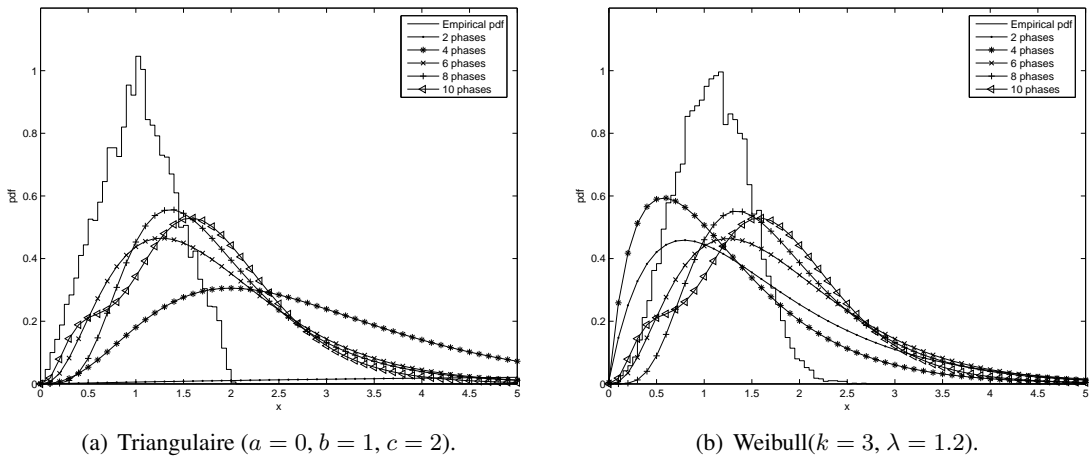 Empirical pdf
2 phases
4 phases
6 phases
8 phases
10 phases
1
0.8
0.6
0.4
0.2
0
pdf
0 0.5 1 1.5 2 2.5 3 3.5 4 4.5 5
x
(a) Triangulaire (a = 0, b = 1, c = 2).
Empirical pdf
2 phases
4 phases
6 phases
8 phases
10 phases
1
0.8
0.6
0.4
0.2
0
pdf
0 0.5 1 1.5 2 2.5 3 3.5 4 4.5 5
x
(b) Weibull(k = 3, λ = 1.2).